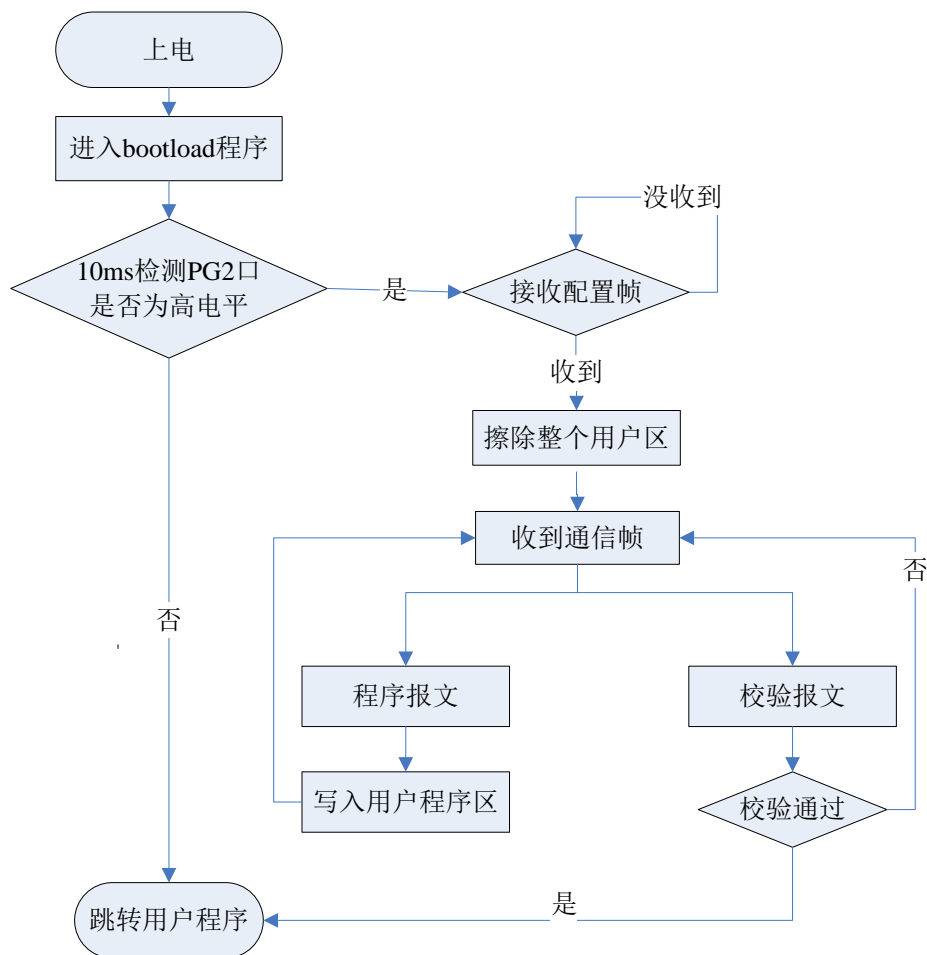 上电
进入bootload程序
没收到
10ms检测PG2口
是否为高电平
是
接收配置帧
收到
擦除整个用户区
收到通信帧
否
否
程序报文
校验报文
写入用户程序区
校验通过
是
跳转用户程序